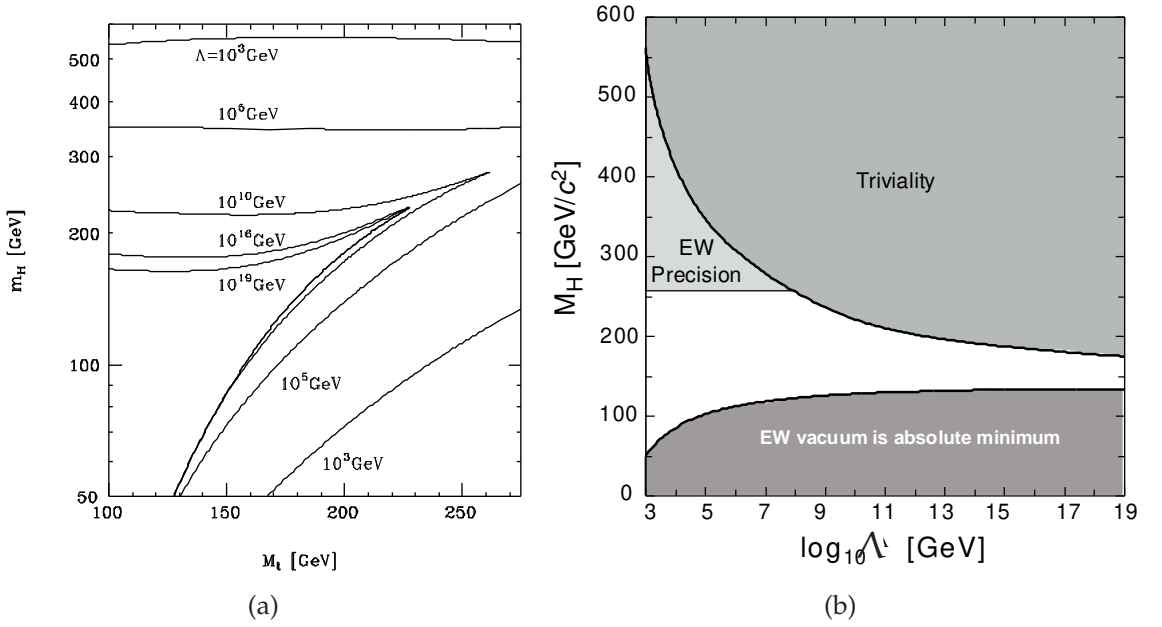 500
400
300
200
100
50
m_H [GeV]
Λ=10³GeV
10⁵GeV
10¹⁰GeV
10¹⁶GeV
10¹⁹GeV
10⁵GeV
10³GeV
100 150 200 250
M_t [GeV]
(a)
600
500
400
300
200
100
0
M_H [GeV/c²]
Triviality
EW
Precision
EW vacuum is absolute minimum
3 5 7 9 11 13 15 17 19
log₁₀Λ [GeV]
(b)